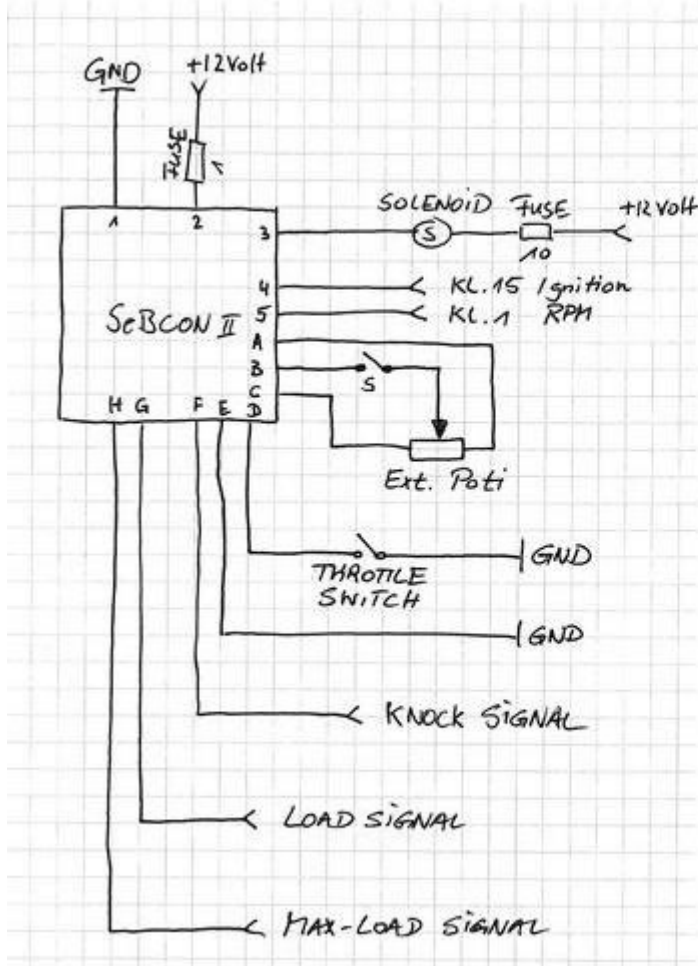 GND
+12Volt
FUSE
1
1
2
3
SOLENOID
S
FUSE
10
+12Volt
4
KL.15 Ignition
5
KL.1 RPM
SeBCON II
A
B
S
C
D
H G F E
Ext. Poti
THROTTLE
SWITCH
GND
GND
KNOCK SIGNAL
LOAD SIGNAL
MAX-LOAD SIGNAL